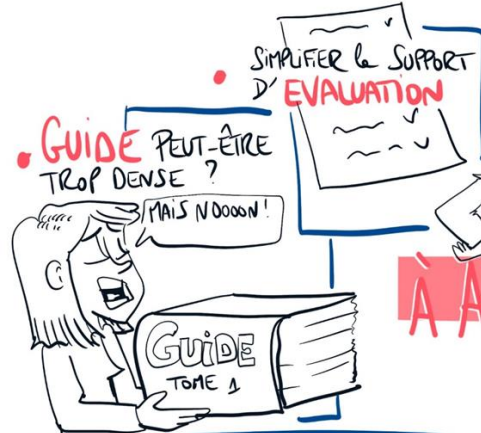 SIMPLIFIER le SUPPORT
D' EVALUATION
GUIDE PEUT-ÊTRE
TROP DENSE ?
MAIS NOOOON !
GUIDE
TOME 1
À A